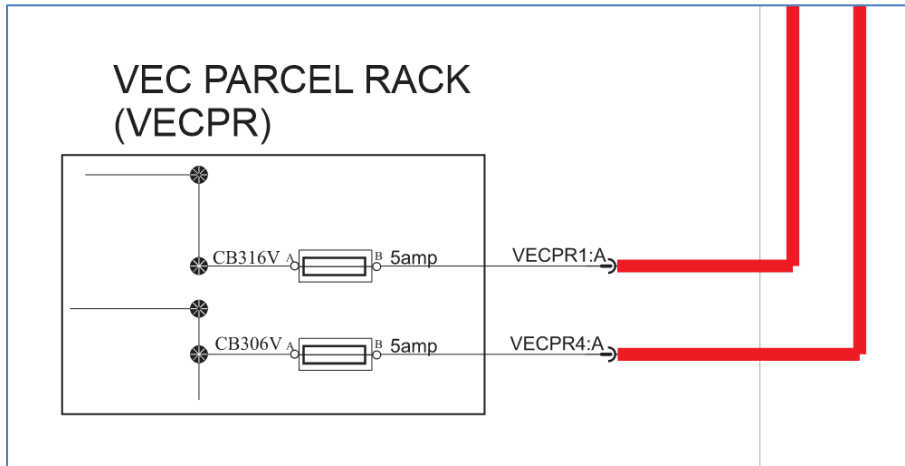 VEC PARCEL RACK
(VECPR)
CB316V A B 5amp VECPR1:A
CB306V A B 5amp VECPR4:A